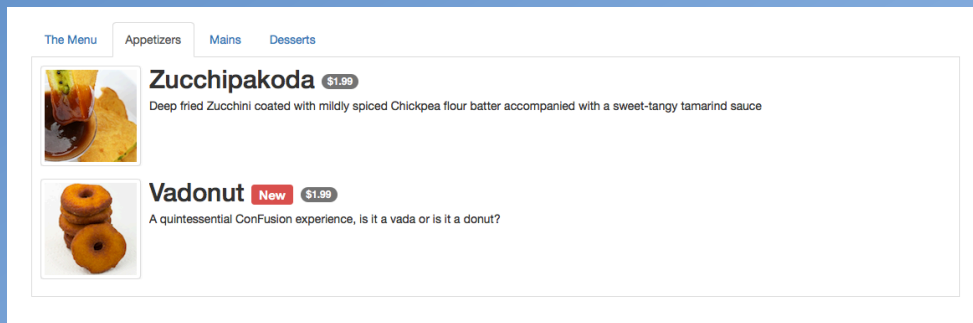 The Menu Appetizers Mains Desserts
Zucchipakoda $1.99
Deep fried Zucchini coated with mildly spiced Chickpea flour batter accompanied with a sweet-tangy tamarind sauce
Vadonut New $1.99
A quintessential ConFusion experience, is it a vada or is it a donut?